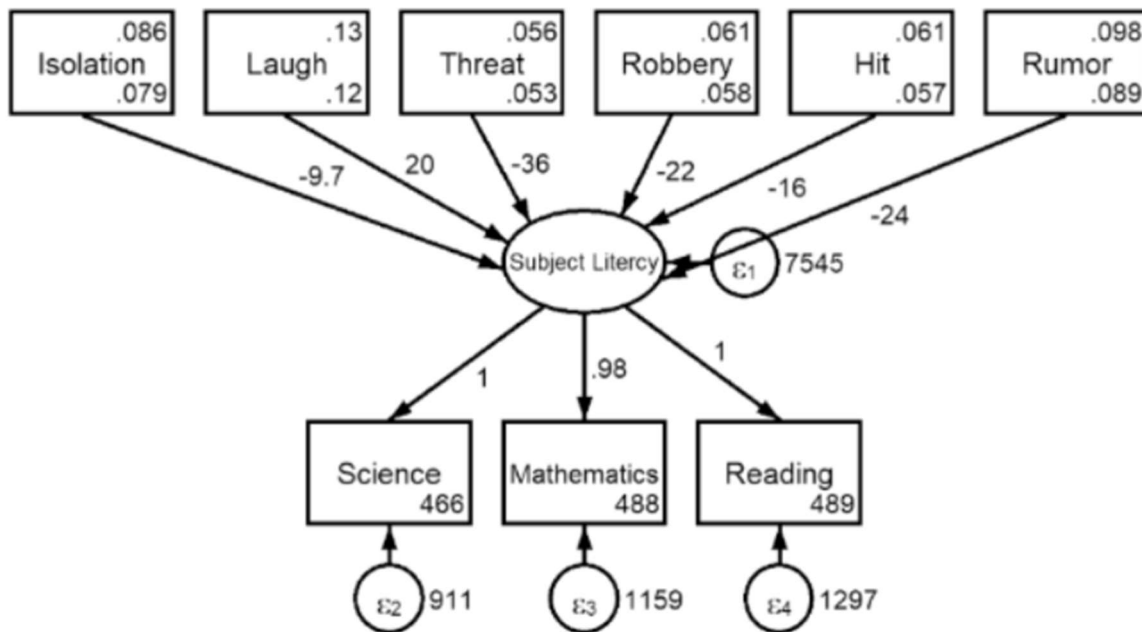 .086 .13 .056 .061 .061 .098
Isolation Laugh Threat Robbery Hit Rumor
.079 .12 .053 .058 .057 .089
-9.7 20 -36 -22 -16 -24
Subject Litercy ε1 7545
1 .98 1
Science Mathematics Reading
466 488 489
ε2 911 ε3 1159 ε4 1297